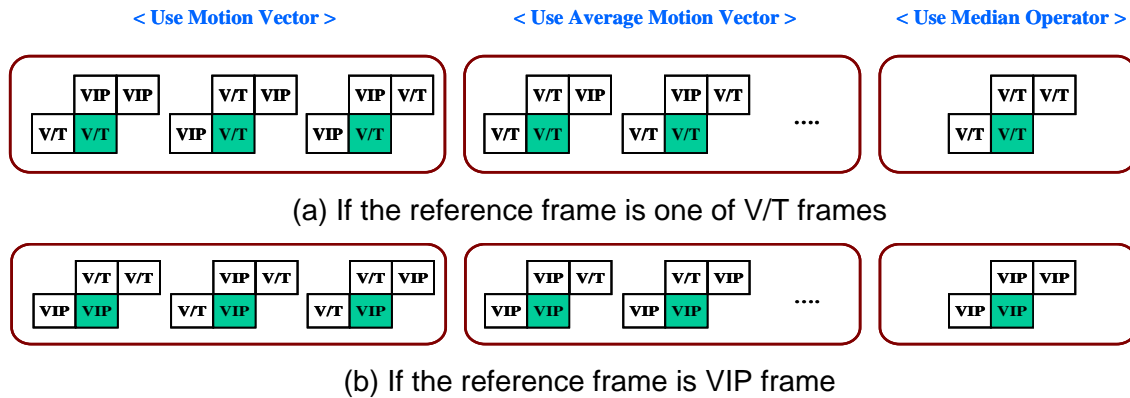 < Use Motion Vector > < Use Average Motion Vector > < Use Median Operator >
VIP VIP V/T VIP VIP V/T V/T VIP VIP V/T V/T V/T
V/T V/T VIP V/T VIP V/T V/T V/T V/T V/T .... V/T V/T
(a) If the reference frame is one of V/T frames
V/T V/T VIP V/T V/T VIP VIP V/T V/T VIP VIP VIP
VIP VIP V/T VIP V/T VIP VIP VIP VIP VIP .... VIP VIP
(b) If the reference frame is VIP frame